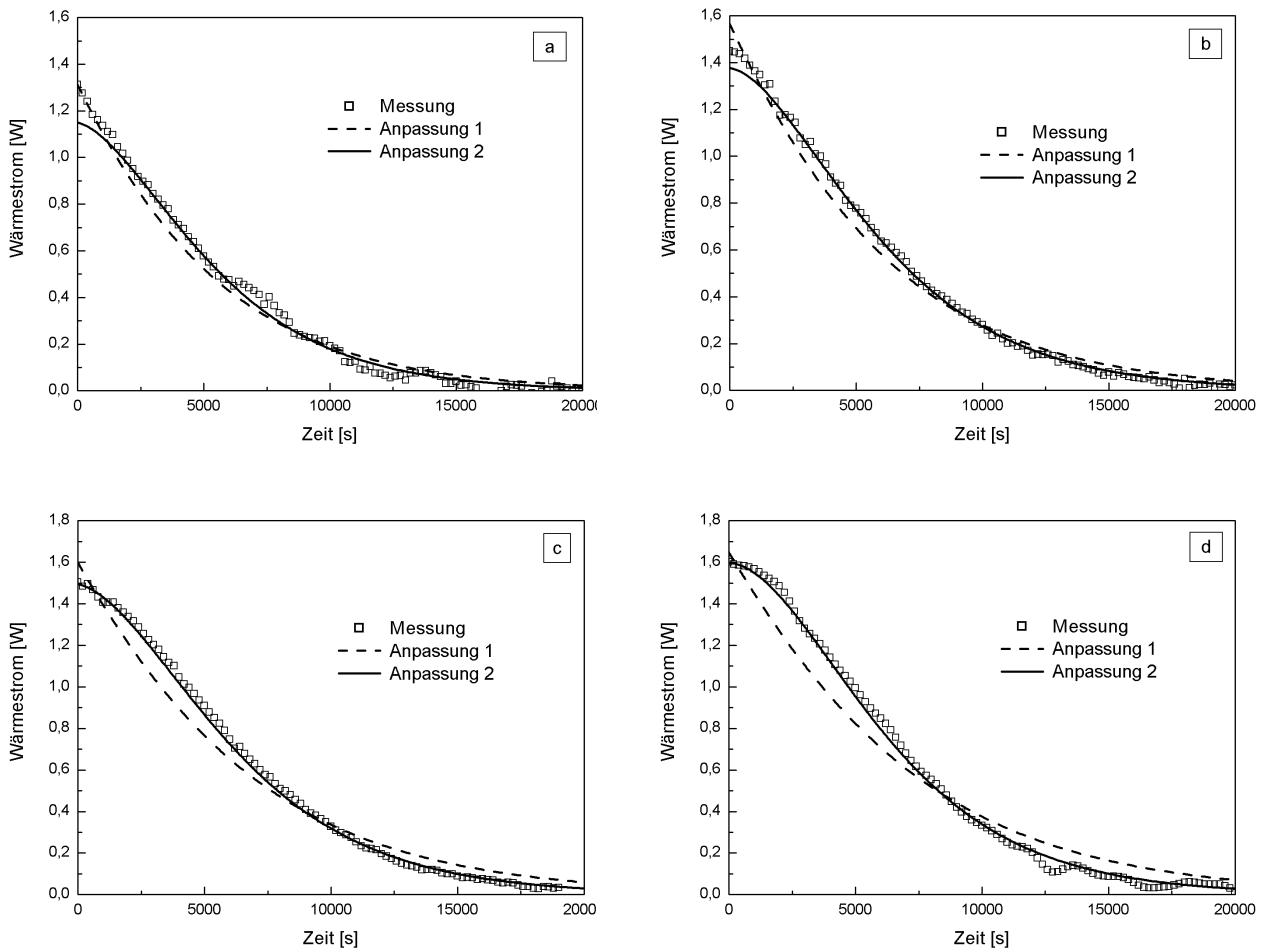 a
1,6
1,4
1,2
1,0
0,8
0,6
0,4
0,2
0,0
Wärmestrom [W]
Messung
Anpassung 1
Anpassung 2
0
5000
10000
15000
20000
Zeit [s]
b
1,6
1,4
1,2
1,0
0,8
0,6
0,4
0,2
0,0
Wärmestrom [W]
Messung
Anpassung 1
Anpassung 2
0
5000
10000
15000
20000
Zeit [s]
c
1,8
1,6
1,4
1,2
1,0
0,8
0,6
0,4
0,2
0,0
Wärmestrom [W]
Messung
Anpassung 1
Anpassung 2
0
5000
10000
15000
20000
Zeit [s]
d
1,8
1,6
1,4
1,2
1,0
0,8
0,6
0,4
0,2
0,0
Wärmestrom [W]
Messung
Anpassung 1
Anpassung 2
0
5000
10000
15000
20000
Zeit [s]